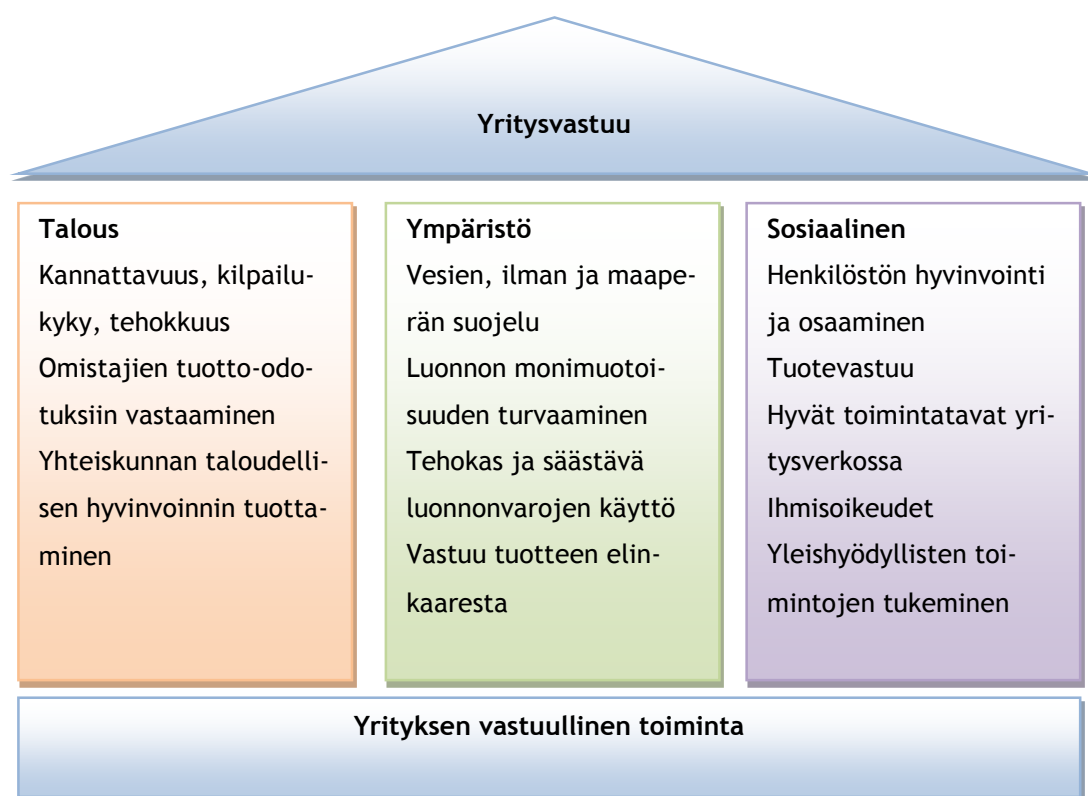 Yritysvastuu
Talous
Kannattavuus, kilpailu-
kyky, tehokkuus
Omistajien tuotto-odo-
tuksiin vastaaminen
Yhteiskunnan taloudelli-
sen hyvinvoinnin tuotta-
minen
Ympäristö
Vesien, ilman ja maape-
rän suojelu
Luonnon monimuotoi-
suuden turvaaminen
Tehokas ja säästävä
luonnonvarojen käyttö
Vastuu tuotteen elin-
kaaresta
Sosiaalinen
Henkilöstön hyvinvointi
ja osaaminen
Tuotevastuu
Hyvät toimintatavat yri-
tysverkossa
Ihmisoikeudet
Yleishyödyllisten toi-
mintojen tukeminen
Yrityksen vastuullinen toiminta